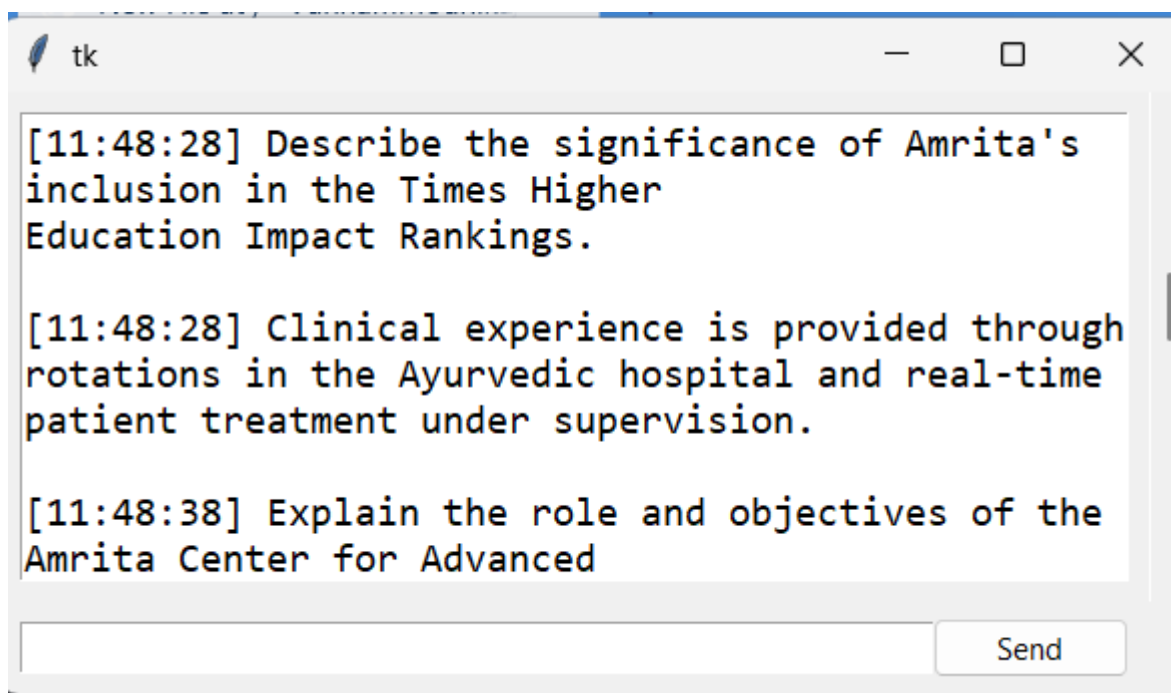 tk
[11:48:28] Describe the significance of Amrita's
inclusion in the Times Higher
Education Impact Rankings.
[11:48:28] Clinical experience is provided through
rotations in the Ayurvedic hospital and real-time
patient treatment under supervision.
[11:48:38] Explain the role and objectives of the
Amrita Center for Advanced
Send